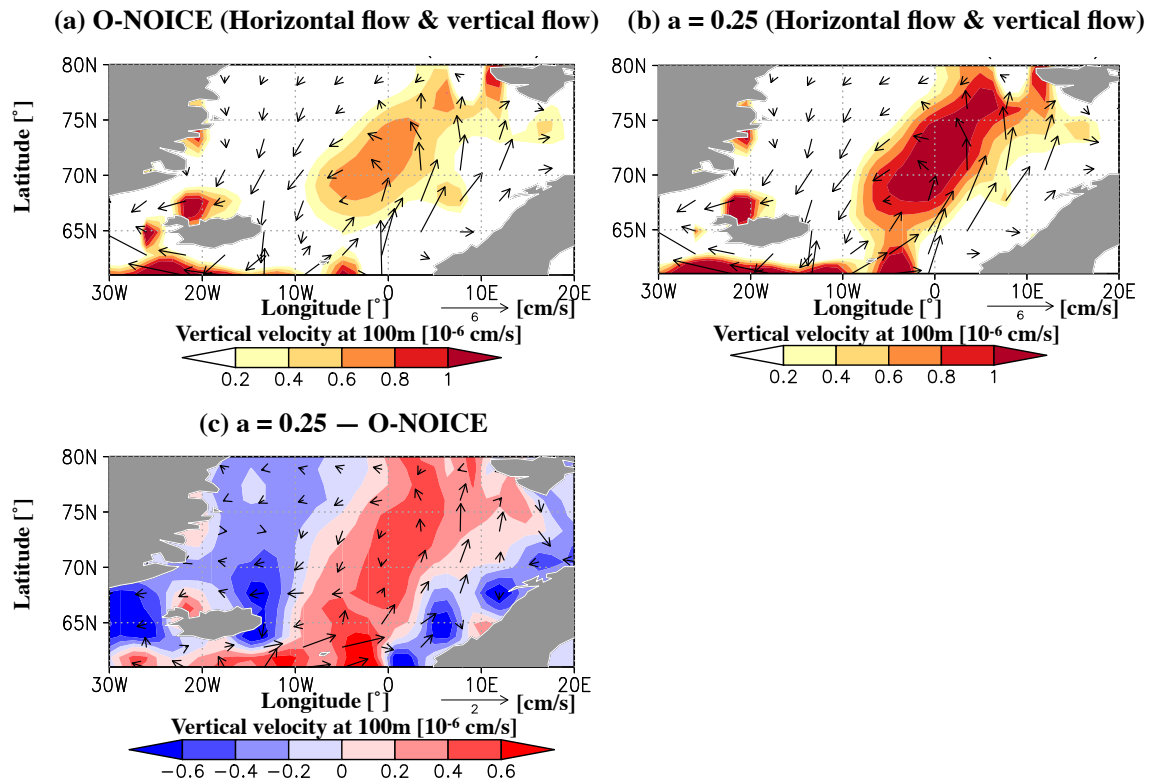 (a) O-NOICE (Horizontal flow & vertical flow)
80N
75N
70N
65N
Latitude [˚]
30W 20W 10W 0 10E 20E
Longitude [˚]
6 [cm/s]
Vertical velocity at 100m [10-6 cm/s]
0.2 0.4 0.6 0.8 1
(b) a = 0.25 (Horizontal flow & vertical flow)
80N
75N
70N
65N
30W 20W 10W 0 10E 20E
Longitude [˚]
6 [cm/s]
Vertical velocity at 100m [10-6 cm/s]
0.2 0.4 0.6 0.8 1
(c) a = 0.25 — O-NOICE
80N
75N
70N
65N
Latitude [˚]
30W 20W 10W 0 10E 20E
Longitude [˚]
2 [cm/s]
Vertical velocity at 100m [10-6 cm/s]
−0.6 −0.4 −0.2 0 0.2 0.4 0.6